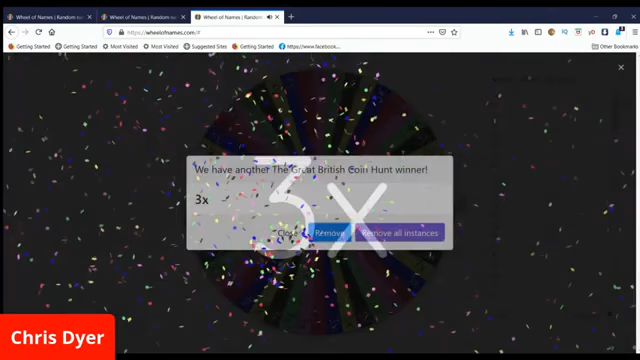 Wheel of Names | Random na
Wheel of Names | Random na
Wheel of Names | Random
https://wheelofnames.com/#
Getting Started
Getting Started
Most Visited
Most Visited
Suggested Sites
Getting Started
https://www.facebook...
Other Bookmarks
We have another The Great British Coin Hunt winner!
3x
3x
Close
Remove
Remove all instances
Chris Dyer